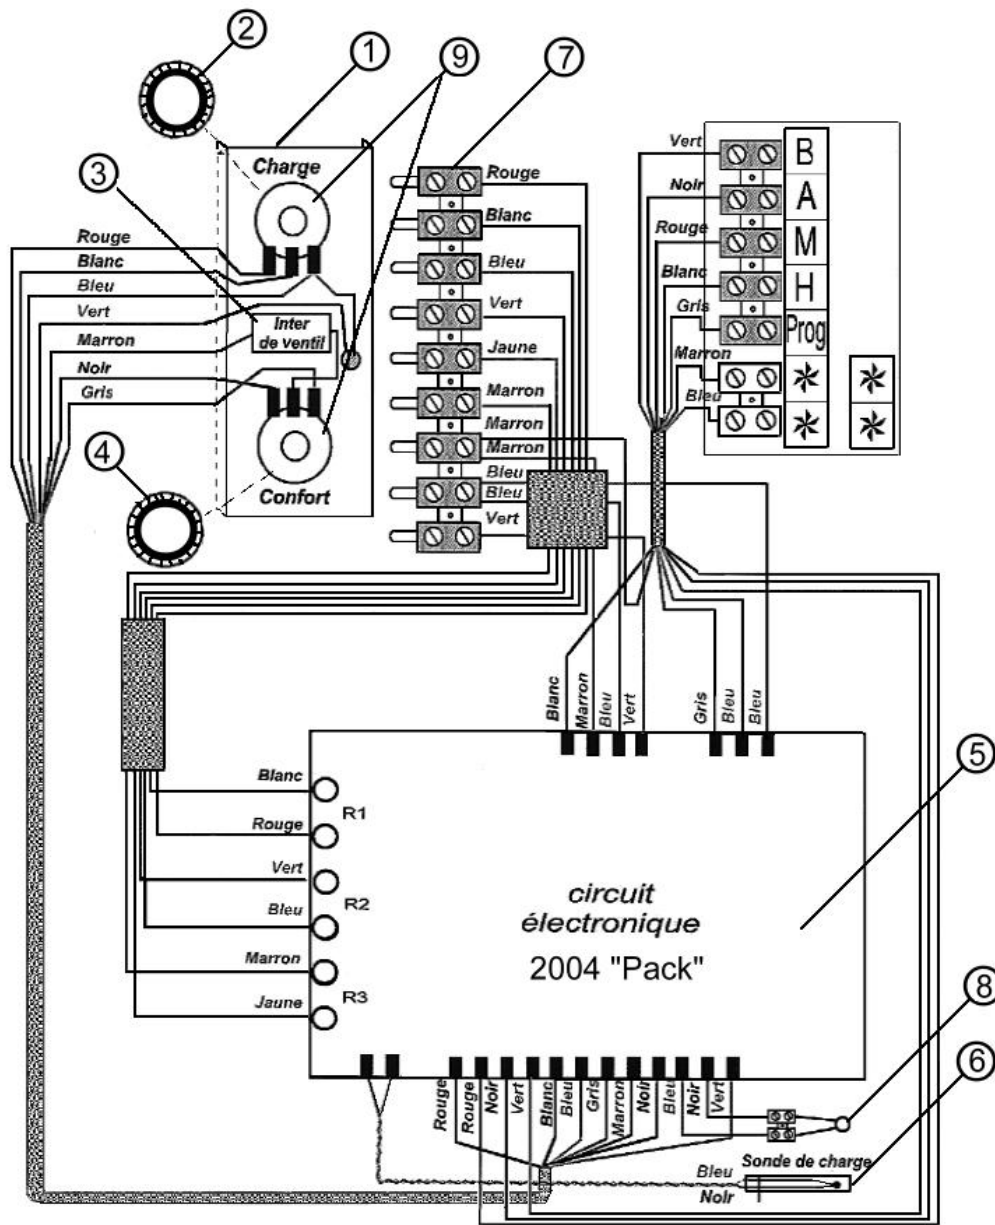 2
1
9
7
3
4
5
8
6
Charge
Rouge
Blanc
Bleu
Vert
Marron
Noir
Gris
Inter
de ventil
Confort
Rouge
Blanc
Bleu
Vert
Jaune
Marron
Marron
Marron
Bleu
Bleu
Vert
Vert
B
Noir
A
Rouge
M
Blanc
H
Gris
Prog
Marron
Bleu
Blanc
Marron
Bleu
Vert
Gris
Bleu
Bleu
Blanc
R1
Rouge
Vert
R2
Bleu
Marron
R3
Jaune
circuit
électronique
2004 "Pack"
Rouge
Rouge
Noir
Vert
Blanc
Bleu
Gris
Marron
Noir
Bleu
Noir
Vert
Bleu
Noir
Sonde de charge